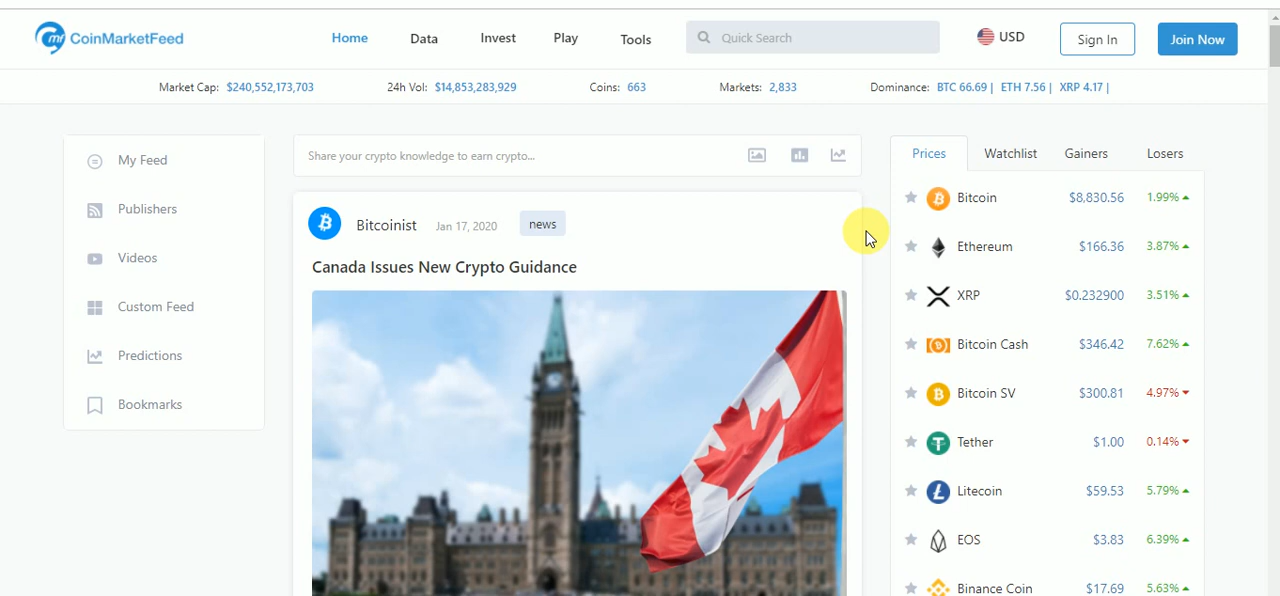 CoinMarketFeed
Home Data Invest Play Tools Quick Search USD Sign In Join Now
Market Cap: $240,552,173,703 24h Vol: $14,853,283,929 Coins: 663 Markets: 2,833 Dominance: BTC 66.69 | ETH 7.56 | XRP 4.17 |
My Feed
Publishers
Videos
Custom Feed
Predictions
Bookmarks
Share your crypto knowledge to earn crypto...
Bitcoinist Jan 17, 2020 news
Canada Issues New Crypto Guidance
Prices Watchlist Gainers Losers
Bitcoin $8,830.56 1.99%
Ethereum $166.36 3.87%
XRP $0.232900 3.51%
Bitcoin Cash $346.42 7.62%
Bitcoin SV $300.81 4.97%
Tether $1.00 0.14%
Litecoin $59.53 5.79%
EOS $3.83 6.39%
Binance Coin $17.69 5.63%